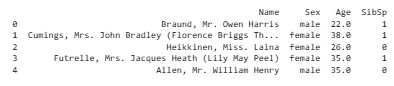 Name Sex Age SibSp
0 Braund, Mr. Owen Harris male 22.0 1
1 Cumings, Mrs. John Bradley (Florence Briggs Th... female 38.0 1
2 Heikkinen, Miss. Laina female 26.0 0
3 Futrelle, Mrs. Jacques Heath (Lily May Peel) female 35.0 1
4 Allen, Mr. William Henry male 35.0 0